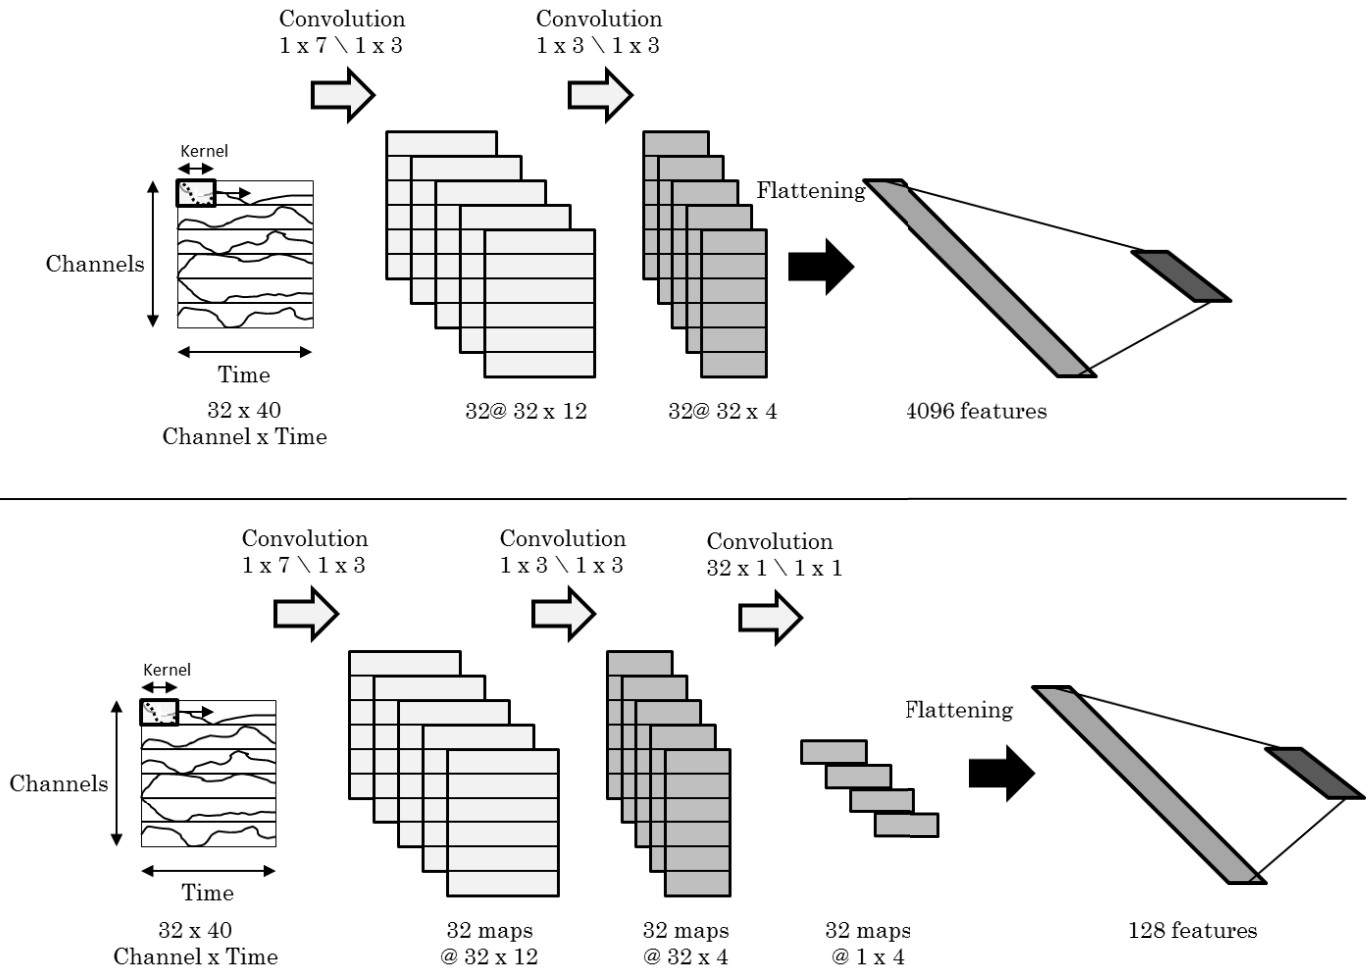 Convolution
1 x 7 \ 1 x 3
Convolution
1 x 3 \ 1 x 3
Kernel
Channels
Flattening
Time
32 x 40
Channel x Time
32@ 32 x 12
32@ 32 x 4
4096 features
Convolution
1 x 7 \ 1 x 3
Convolution
1 x 3 \ 1 x 3
Convolution
32 x 1 \ 1 x 1
Kernel
Channels
Flattening
Time
32 x 40
Channel x Time
32 maps
@ 32 x 12
32 maps
@ 32 x 4
32 maps
@ 1 x 4
128 features